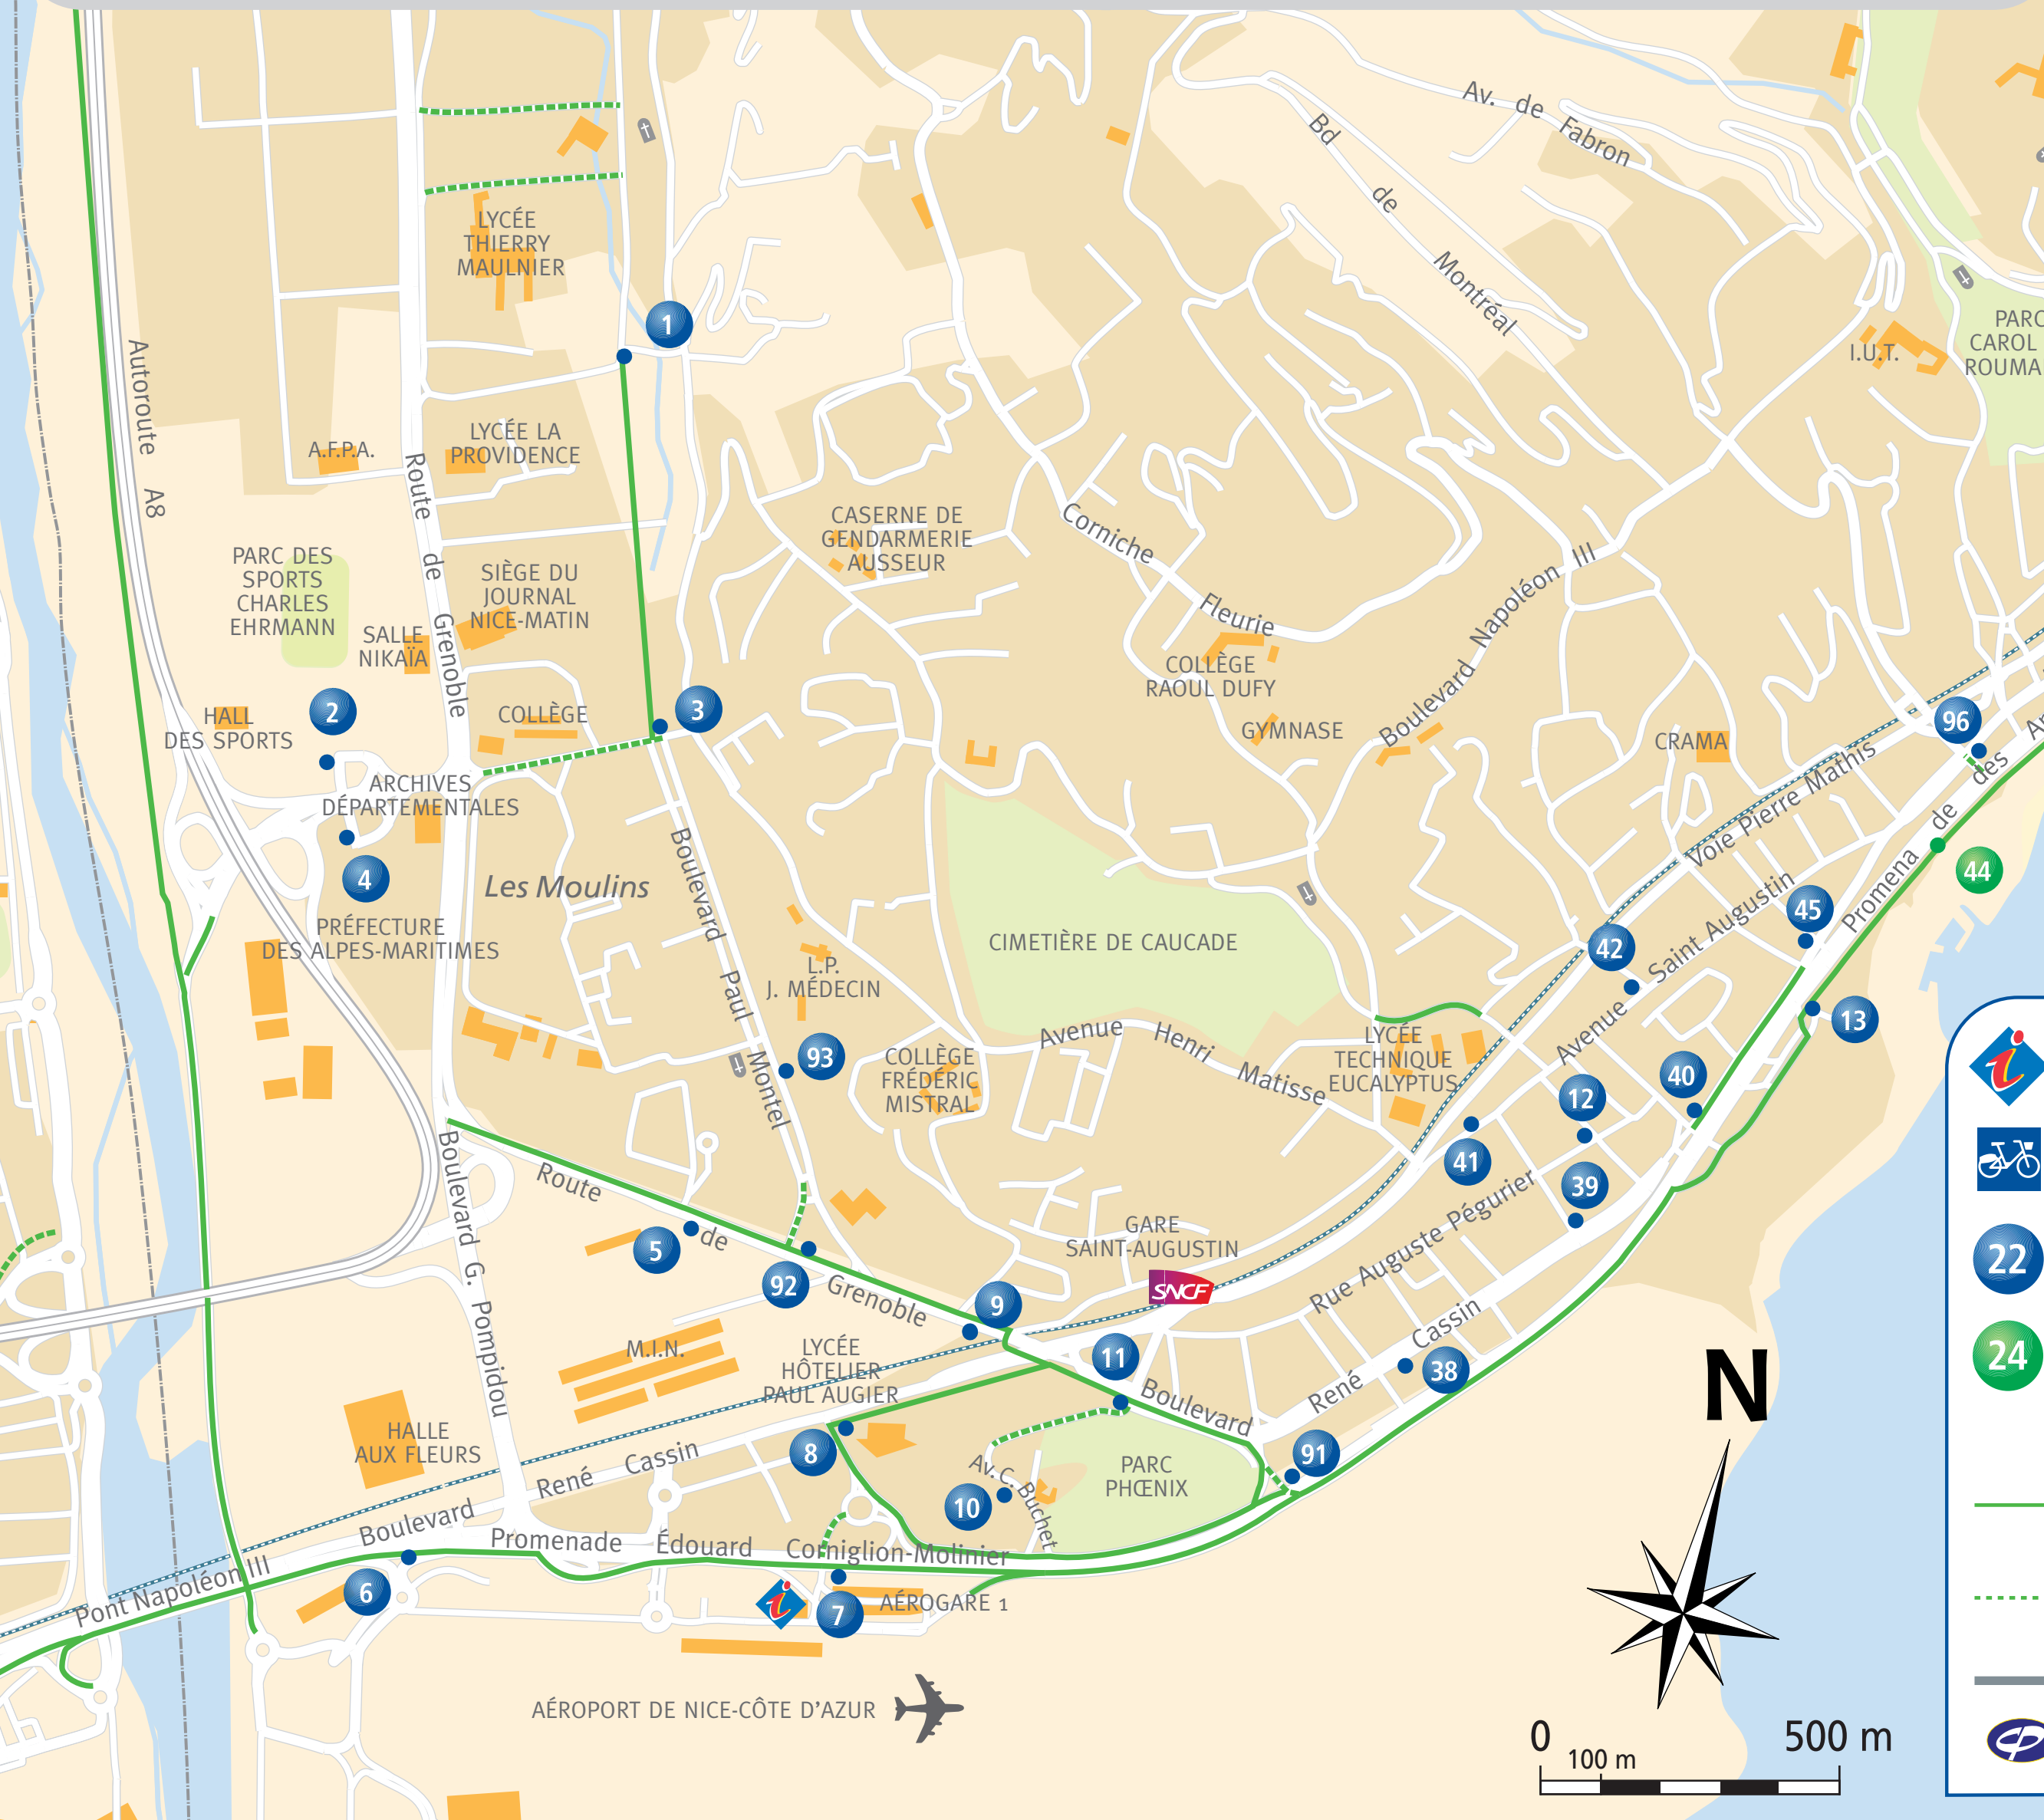 Av. de Fabron
Bd de Montréal
LYCÉE
THIERRY
MAULNIER
1
Autoroute A8
PARC
CAROL
ROUMA
I.U.T.
A.F.P.A.
LYCÉE LA
PROVIDENCE
Route de Grenoble
CASERNE DE
GENDARMERIE
AUSSEUR
Corniche Fleurie
PARC DES
SPORTS
CHARLES
EHRMANN
SIÈGE DU
JOURNAL
NICE-MATIN
SALLE
NIKAÏA
COLLÈGE
RAOUL DUFY
Boulevard Napoléon III
2
3
HALL
DES SPORTS
COLLÈGE
GYMNASE
CRAMA
96
ARCHIVES
DÉPARTEMENTALES
Voie Pierre Mathis
Promena de des
4
Les Moulins
44
45
PRÉFECTURE
DES ALPES-MARITIMES
Boulevard Paul Montel
L.P.
J. MÉDECIN
CIMETIÈRE DE CAUCADE
42
Avenue Saint Augustin
13
93
COLLÈGE
FRÉDÉRIC
MISTRAL
Avenue Henri Matisse
LYCÉE
TECHNIQUE
EUCALYPTUS
40
12
41
39
Boulevard G. Pompidou
Route de Grenoble
5
92
GARE
SAINT-AUGUSTIN
SNCF
Rue Auguste Pégurier
22
9
M.I.N.
LYCÉE
HÔTELIER
PAUL AUGIER
11
38
24
Boulevard René Cassin
N
HALLE
AUX FLEURS
8
91
PARC
PHŒNIX
Av. C. Buchet
10
Boulevard René Cassin
Promenade Édouard Corniglion-Molinier
Pont Napoléon III
6
7
AÉROGARE 1
AÉROPORT DE NICE-CÔTE D'AZUR
0
100 m
500 m